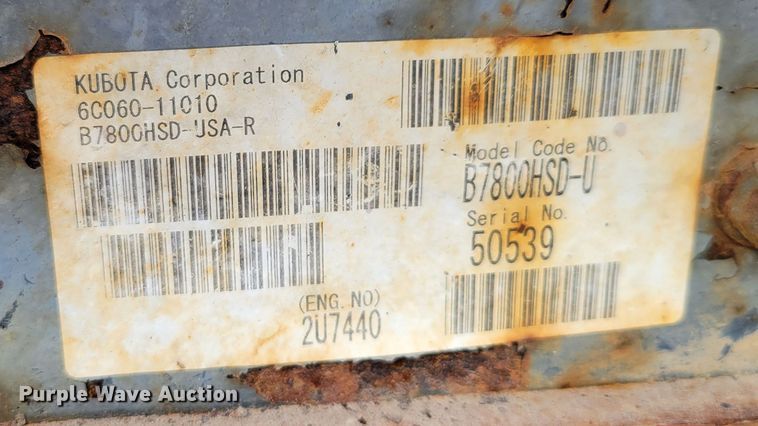 KUBOTA Corporation
6C060-11010
B7800HSD-USA-R
Model Code No.
B7800HSD-U
Serial No.
50539
(ENG. NO)
2U7440
Purple Wave Auction